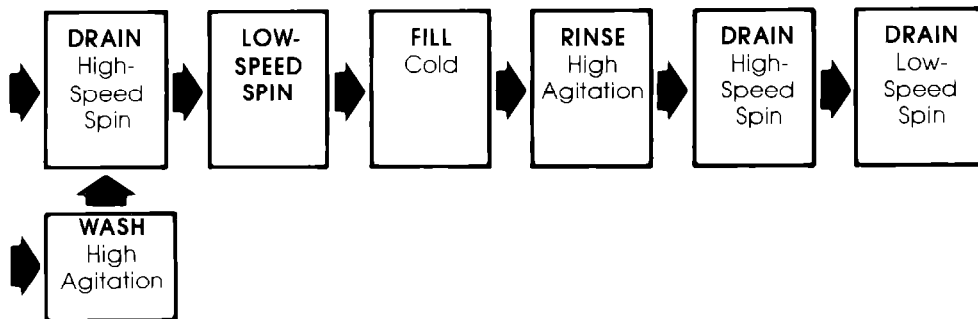 DRAIN
High-
Speed
Spin
LOW-
SPEED
SPIN
FILL
Cold
RINSE
High
Agitation
DRAIN
High-
Speed
Spin
DRAIN
Low-
Speed
Spin
WASH
High
Agitation